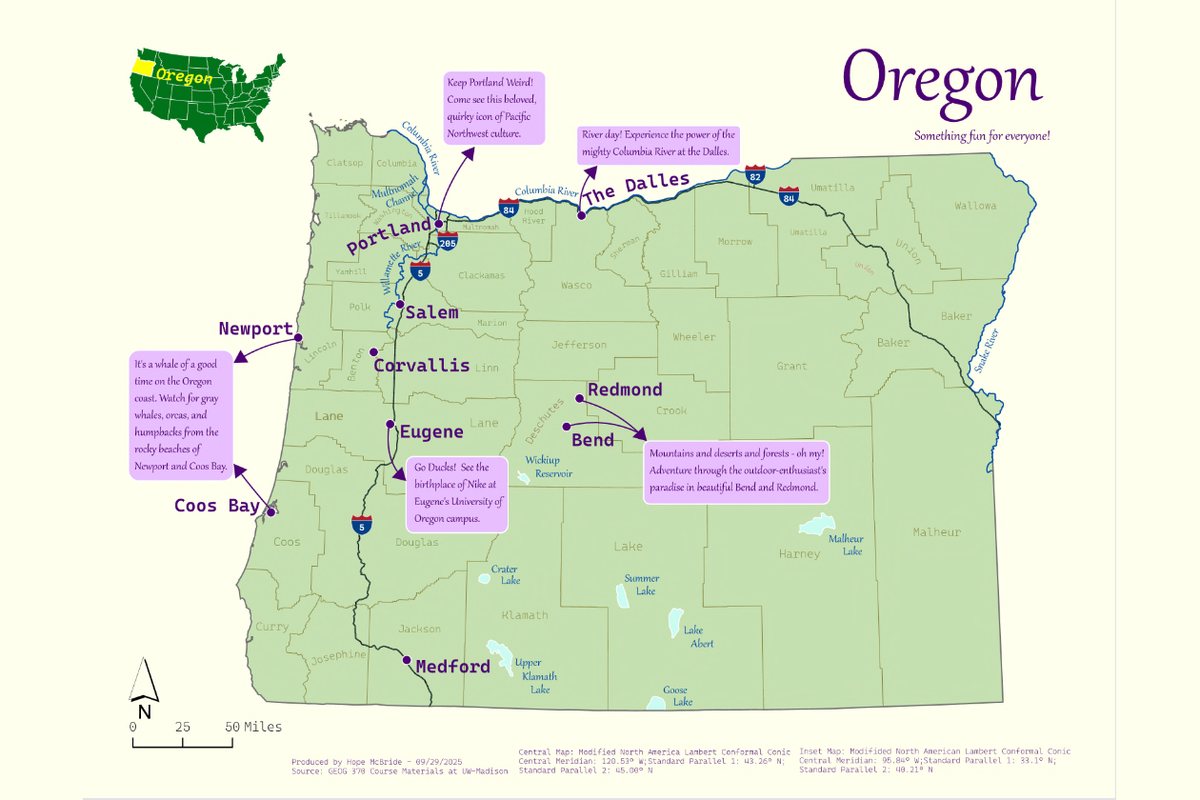 Oregon
Oregon
Something fun for everyone!
Keep Portland Weird!
Come see this beloved,
quirky icon of Pacific
Northwest culture.
River day! Experience the power of the
mighty Columbia River at the Dalles.
Columbia River
Clatsop
Columbia
Multnomah
Channel
Columbia River
The Dalles
82
84
84
Umatilla
Wallowa
Tillamook
Washington
Hood
River
Portland
Multnomah
205
Willamette River
Sherman
Morrow
Umatilla
Union
Union
Yamhill
5
Clackamas
Wasco
Gillian
Polk
Salem
Marion
Newport
Lincoln
Benton
Corvallis
Linn
Jefferson
Wheeler
Grant
Baker
Baker
Snake River
It's a whale of a good
time on the Oregon
coast. Watch for gray
whales, orcas, and
humpbacks from the
rocky beaches of
Newport and Coos Bay.
Lane
Eugene
Lane
Deschutes
Redmond
Crook
Bend
Mountains and deserts and forests - oh my!
Adventure through the outdoor-enthusiast's
paradise in beautiful Bend and Redmond.
Douglas
Go Ducks! See the
birthplace of Nike at
Eugene's University of
Oregon campus.
Wickiup
Reservoir
Coos Bay
5
Coos
Douglas
Lake
Harney
Malheur
Lake
Malheur
Crater
Lake
Summer
Lake
Klamath
Lake
Abert
Curry
Josephine
Jackson
Medford
Upper
Klamath
Lake
Goose
Lake
N
0 25 50 Miles
Produced by Hope McBride - 09/29/2025
Source: GEOG 370 Course Materials at UW-Madison
Central Map: Modified North America Lambert Conformal Conic
Central Meridian: 120.53° W;Standard Parallel 1: 43.26° N;
Standard Parallel 2: 45.00° N
Inset Map: Modifided North American Lambert Conformal Conic
Central Meridian: 95.84° W;Standard Parallel 1: 33.1° N;
Standard Parallel 2: 40.21° N